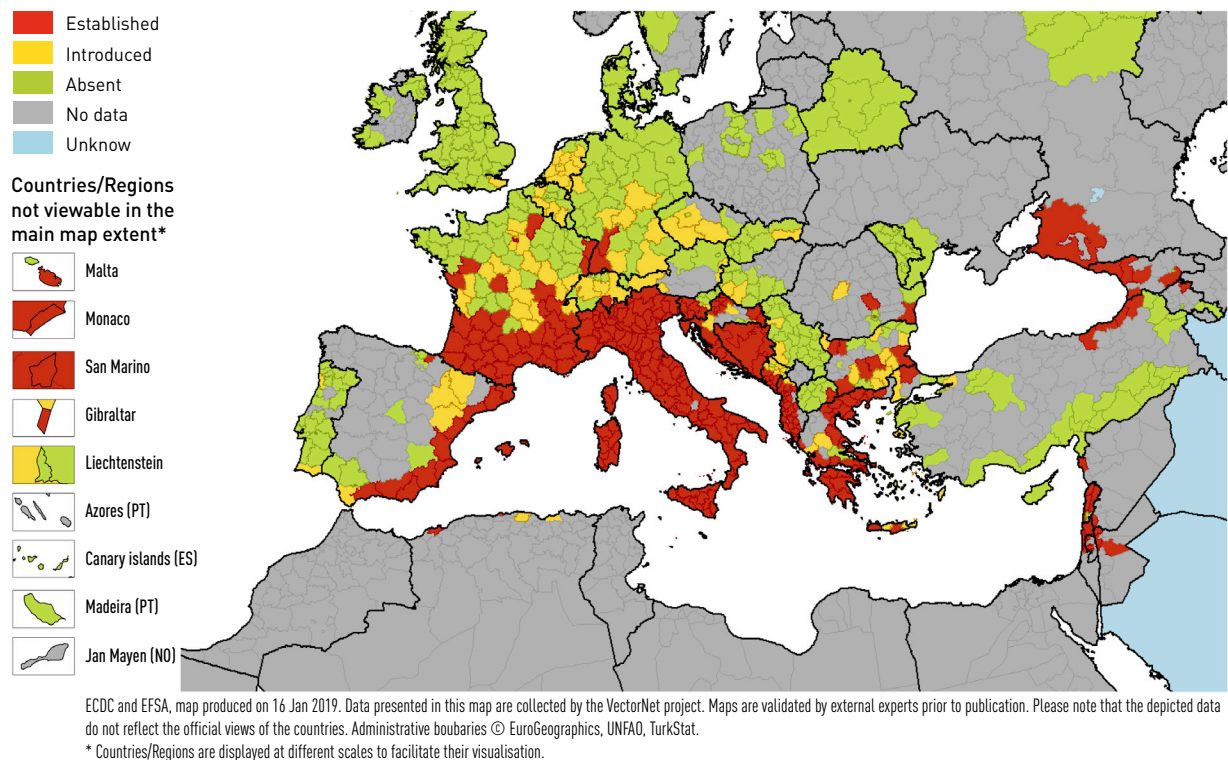 Established
Introduced
Absent
No data
Unknow
Countries/Regions
not viewable in the
main map extent*
Malta
Monaco
San Marino
Gibraltar
Liechtenstein
Azores (PT)
Canary islands (ES)
Madeira (PT)
Jan Mayen (NO)
ECDC and EFSA, map produced on 16 Jan 2019. Data presented in this map are collected by the VectorNet project. Maps are validated by external experts prior to publication. Please note that the depicted data
do not reflect the official views of the countries. Administrative boubaries © EuroGeographics, UNFAO, TurkStat.
* Countries/Regions are displayed at different scales to facilitate their visualisation.